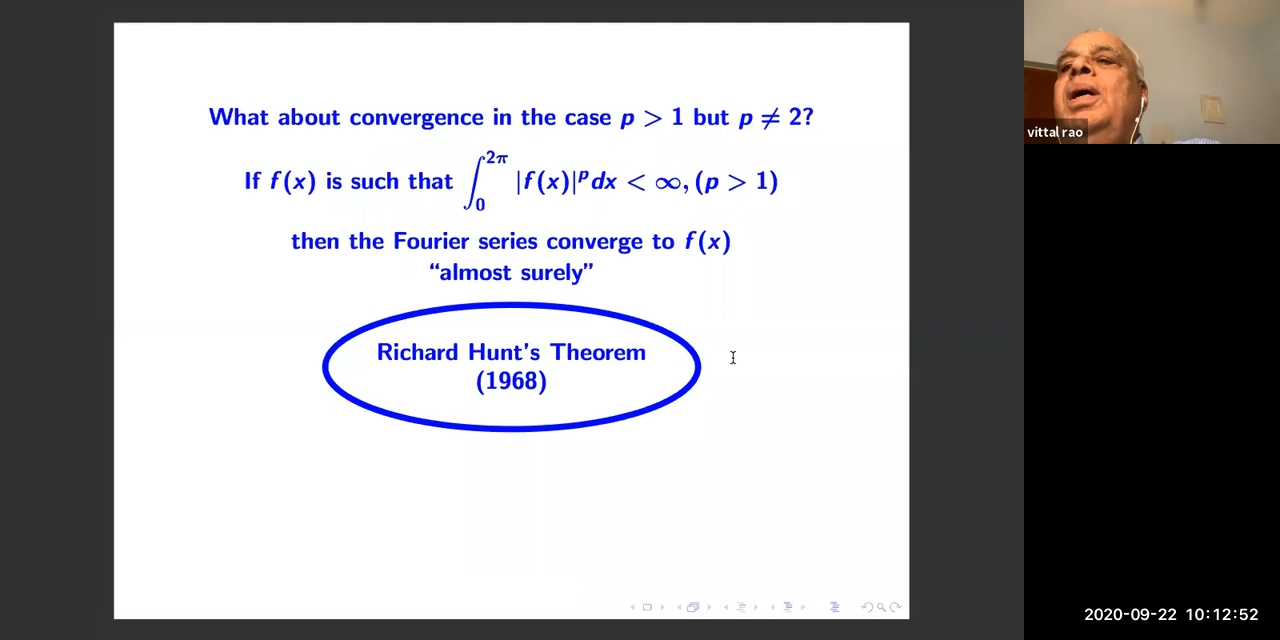 What about convergence in the case p > 1 but p ≠ 2?
If f(x) is such that ∫₀^{2π} |f(x)|ᵖ dx < ∞, (p > 1)
then the Fourier series converge to f(x)
“almost surely”
Richard Hunt's Theorem
(1968)
vittal rao
2020-09-22 10:12:52